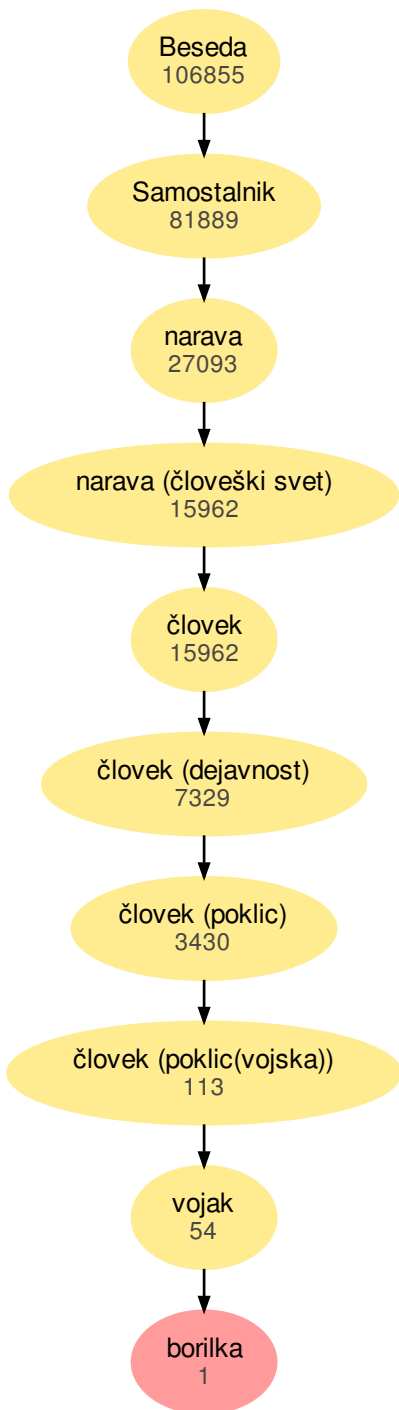 Beseda
106855
Samostalnik
81889
narava
27093
narava (človeški svet)
15962
človek
15962
človek (dejavnost)
7329
človek (poklic)
3430
človek (poklic(vojska))
113
vojak
54
borilka
1